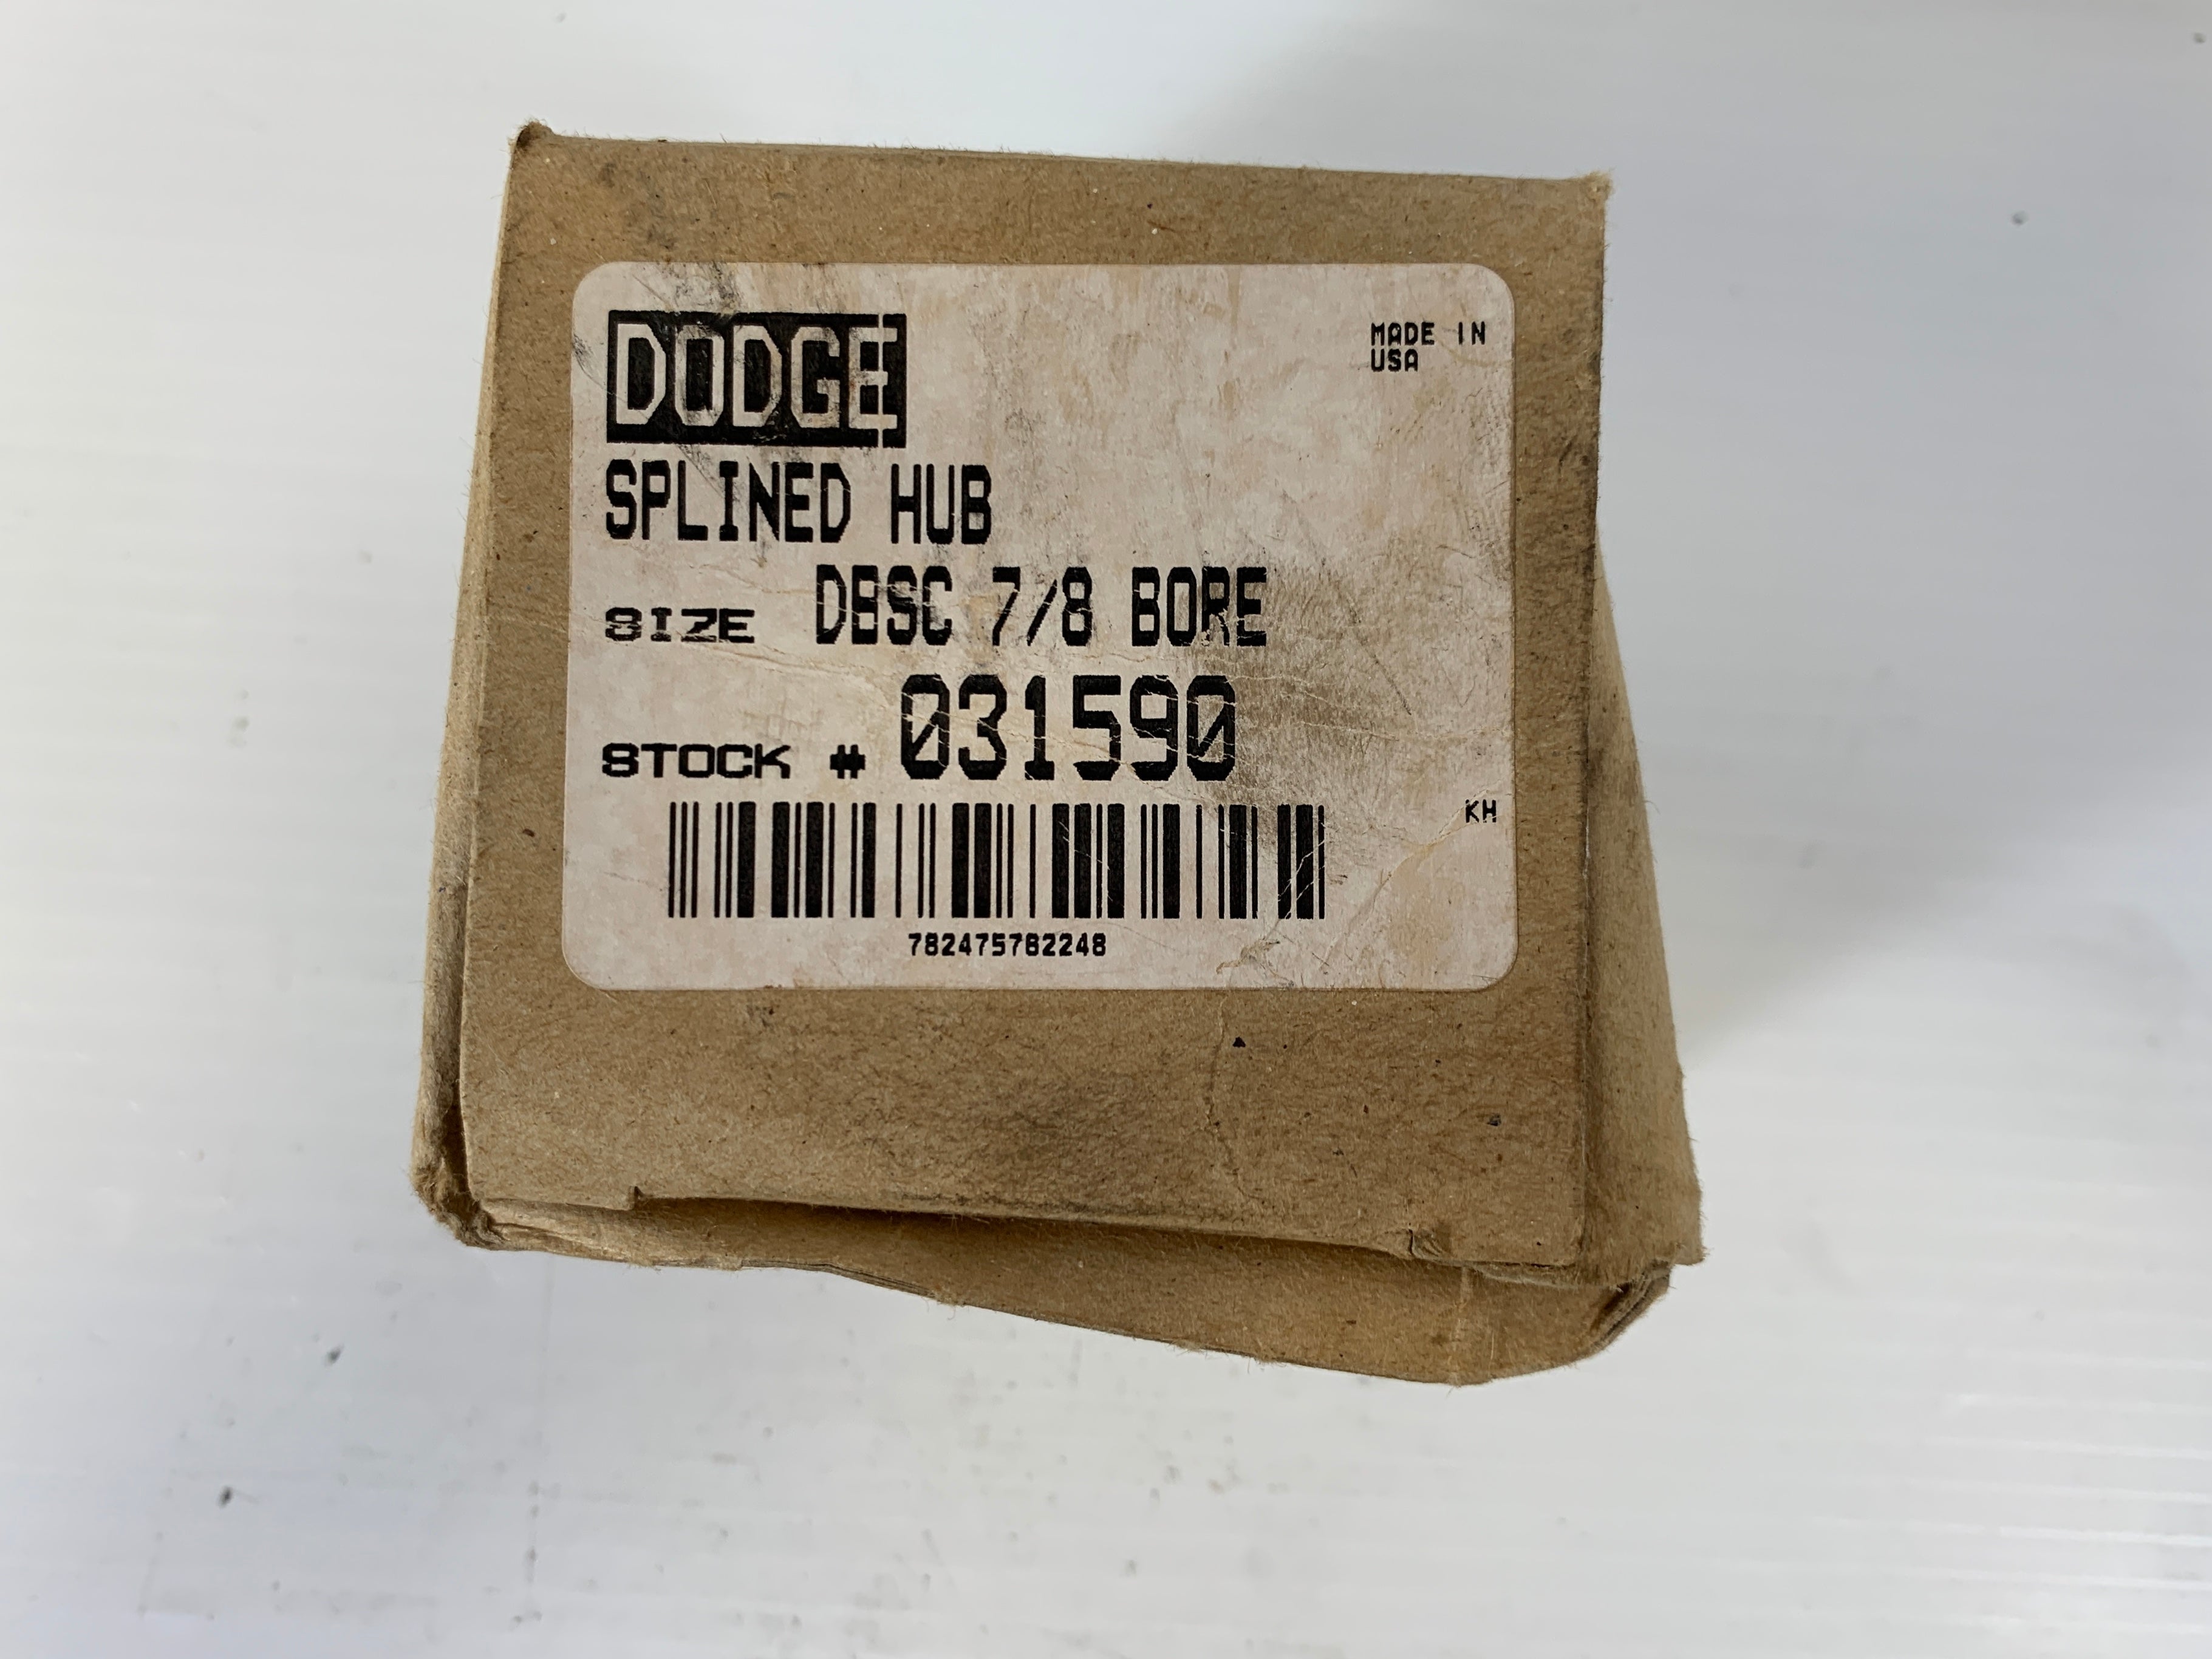 DODGE
MADE IN
USA
SPLINED HUB
SIZE DBSC 7/8 BORE
STOCK # 031590
KH
782475782248